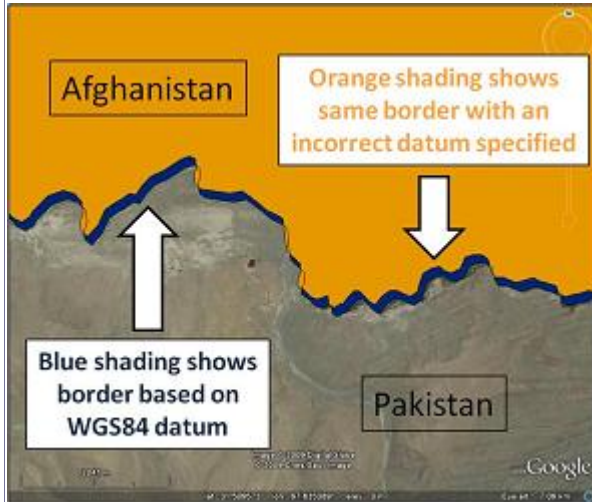 Afghanistan
Orange shading shows
same border with an
incorrect datum specified
Blue shading shows
border based on
WGS84 datum
Pakistan
Google